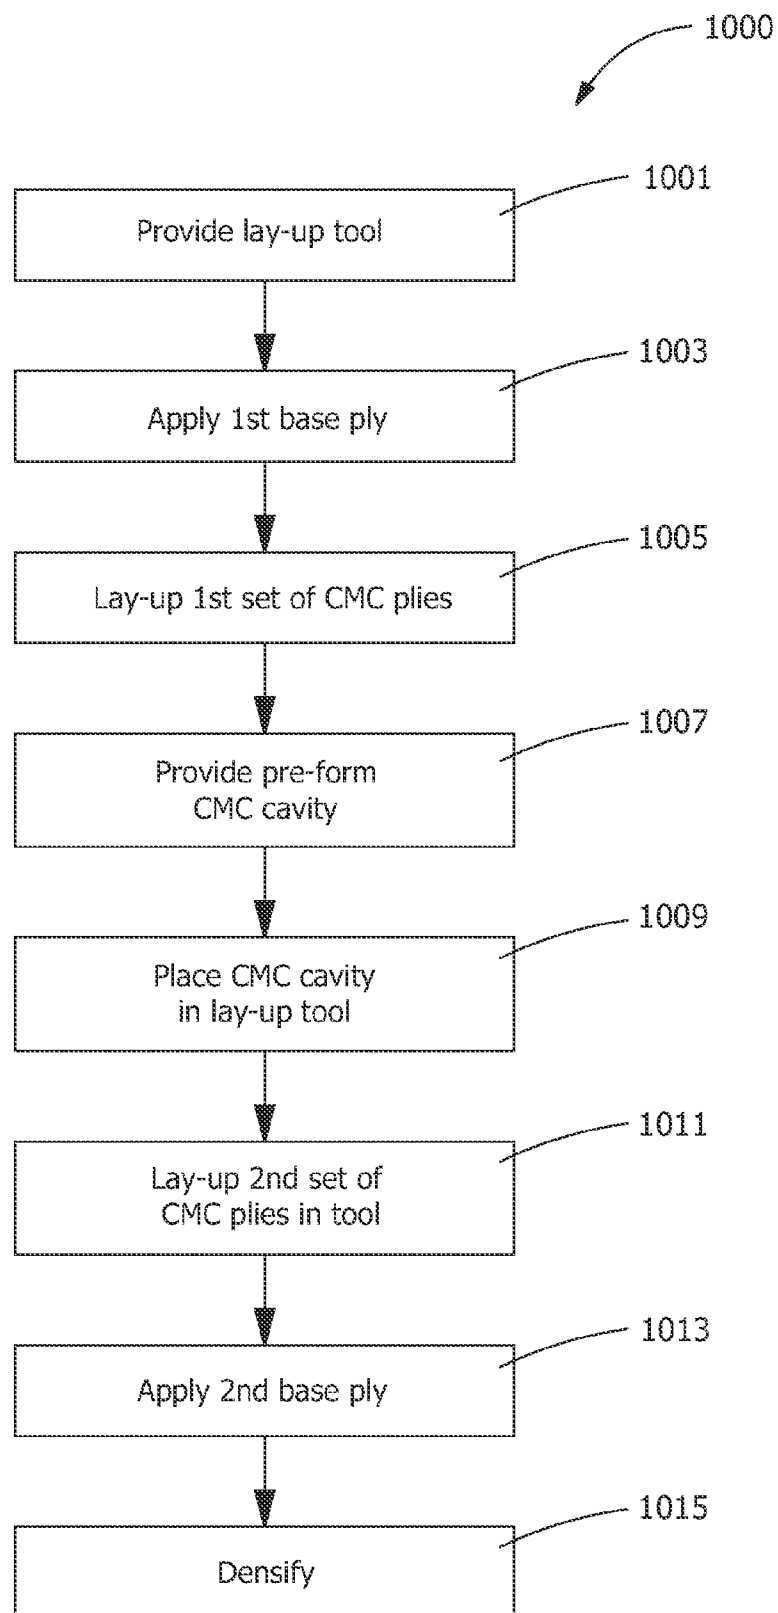 1000
1001
Provide lay-up tool
1003
Apply 1st base ply
1005
Lay-up 1st set of CMC plies
1007
Provide pre-form
CMC cavity
1009
Place CMC cavity
in lay-up tool
1011
Lay-up 2nd set of
CMC plies in tool
1013
Apply 2nd base ply
1015
Densify